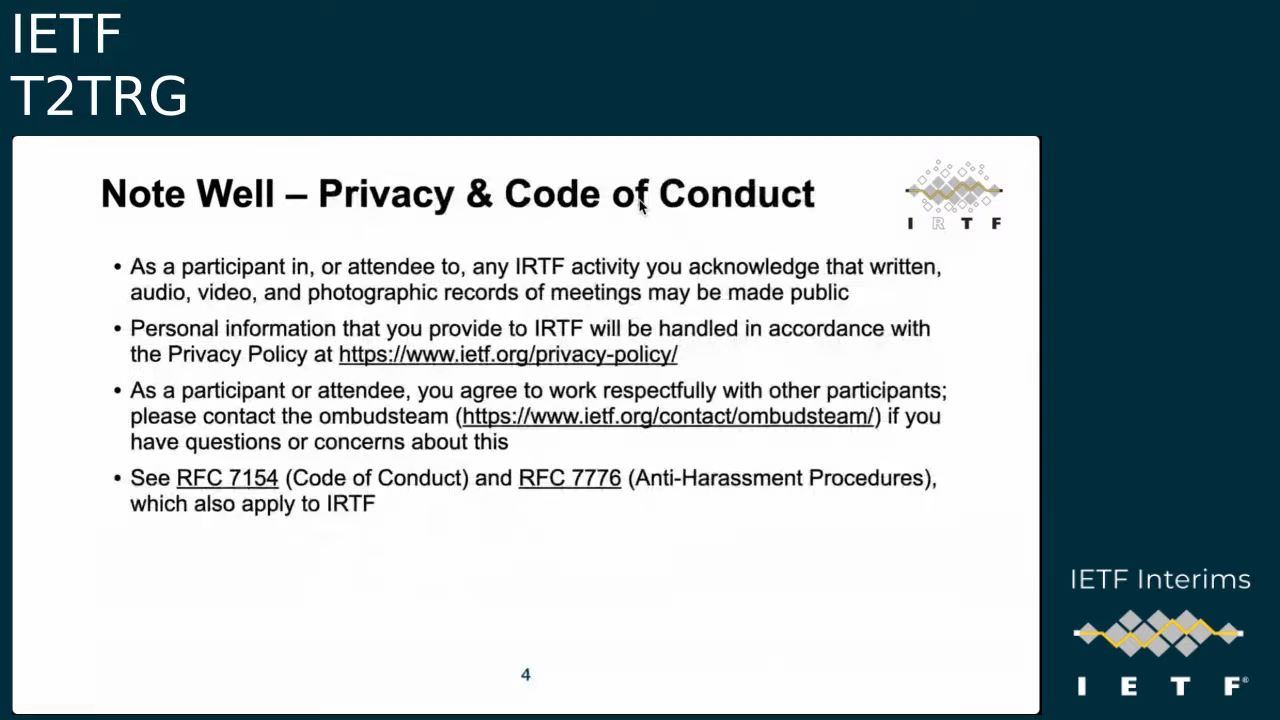 IETF
T2TRG
Note Well – Privacy & Code of Conduct
I R T F
• As a participant in, or attendee to, any IRTF activity you acknowledge that written,
audio, video, and photographic records of meetings may be made public
• Personal information that you provide to IRTF will be handled in accordance with
the Privacy Policy at https://www.ietf.org/privacy-policy/
• As a participant or attendee, you agree to work respectfully with other participants;
please contact the ombudsteam (https://www.ietf.org/contact/ombudsteam/) if you
have questions or concerns about this
• See RFC 7154 (Code of Conduct) and RFC 7776 (Anti-Harassment Procedures),
which also apply to IRTF
4
IETF Interims
I E T F®